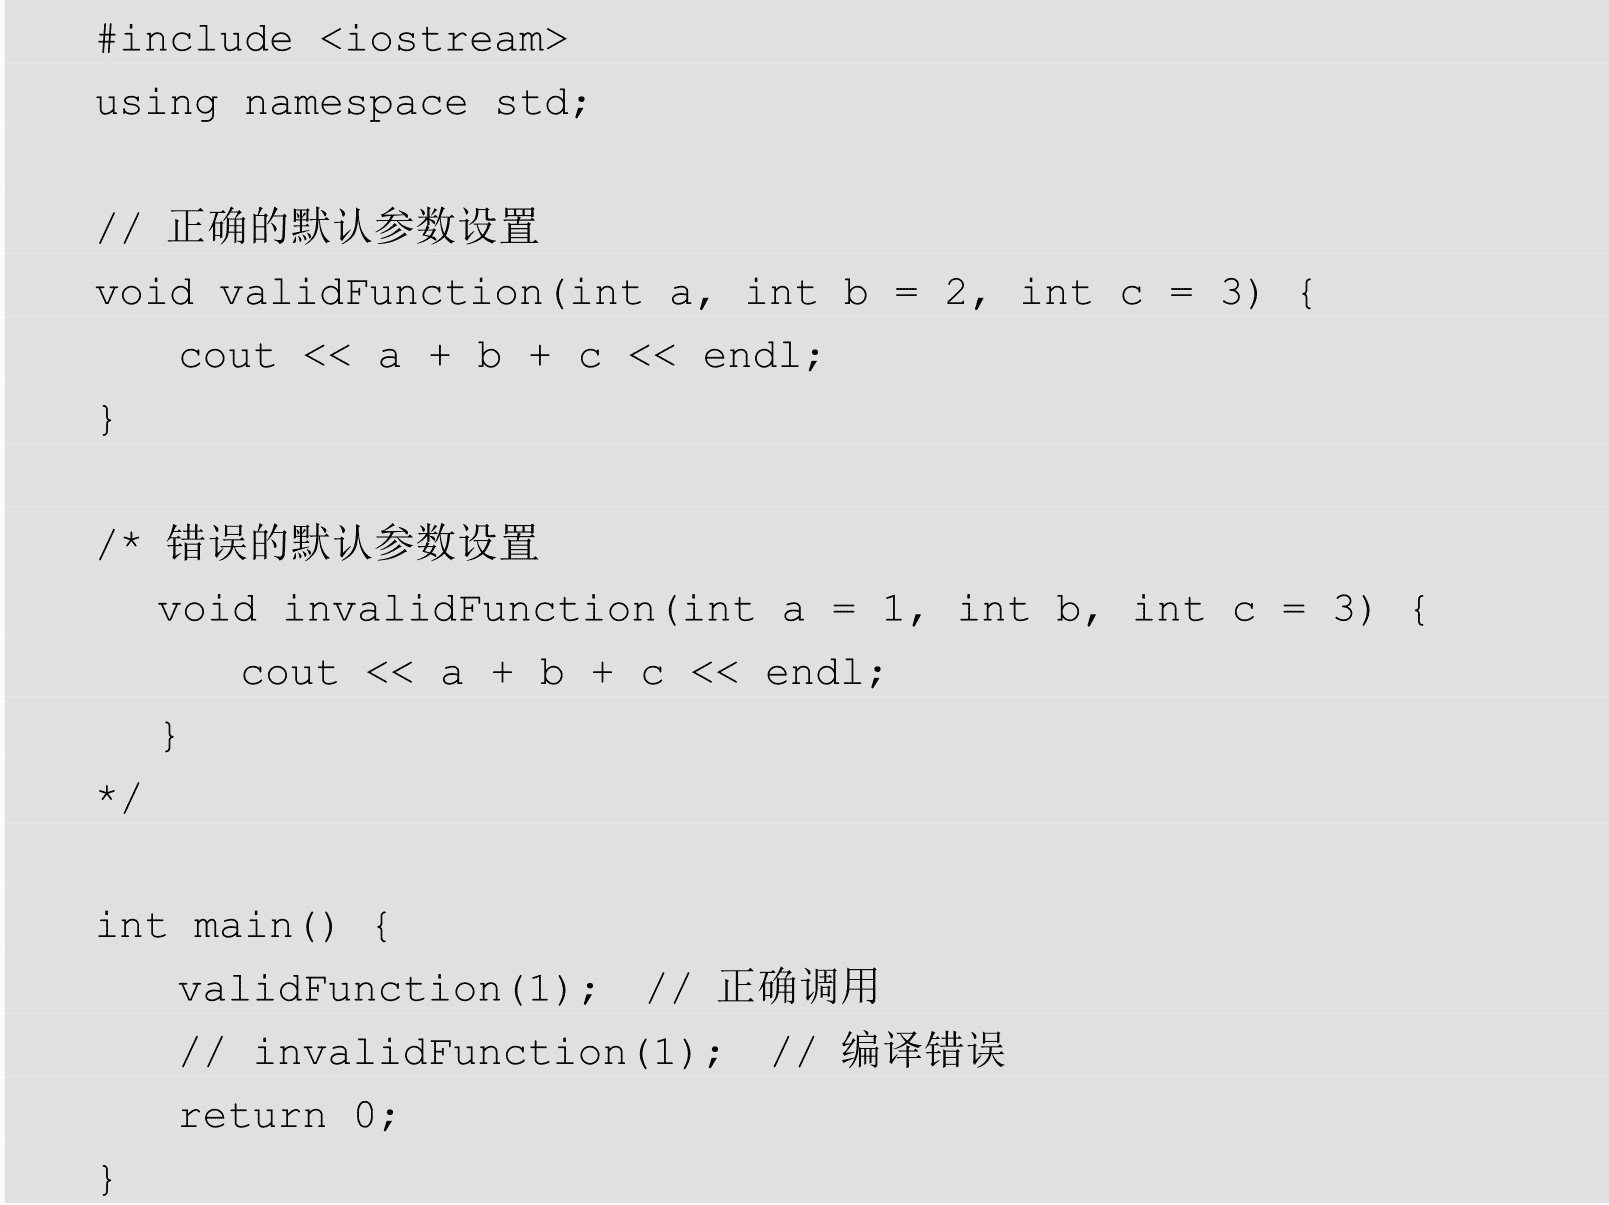 #include <iostream>
using namespace std;
// 正确的默认参数设置
void validFunction(int a, int b = 2, int c = 3) {
cout << a + b + c << endl;
}
/* 错误的默认参数设置
void invalidFunction(int a = 1, int b, int c = 3) {
cout << a + b + c << endl;
}
*/
int main() {
validFunction(1); // 正确调用
// invalidFunction(1); // 编译错误
return 0;
}